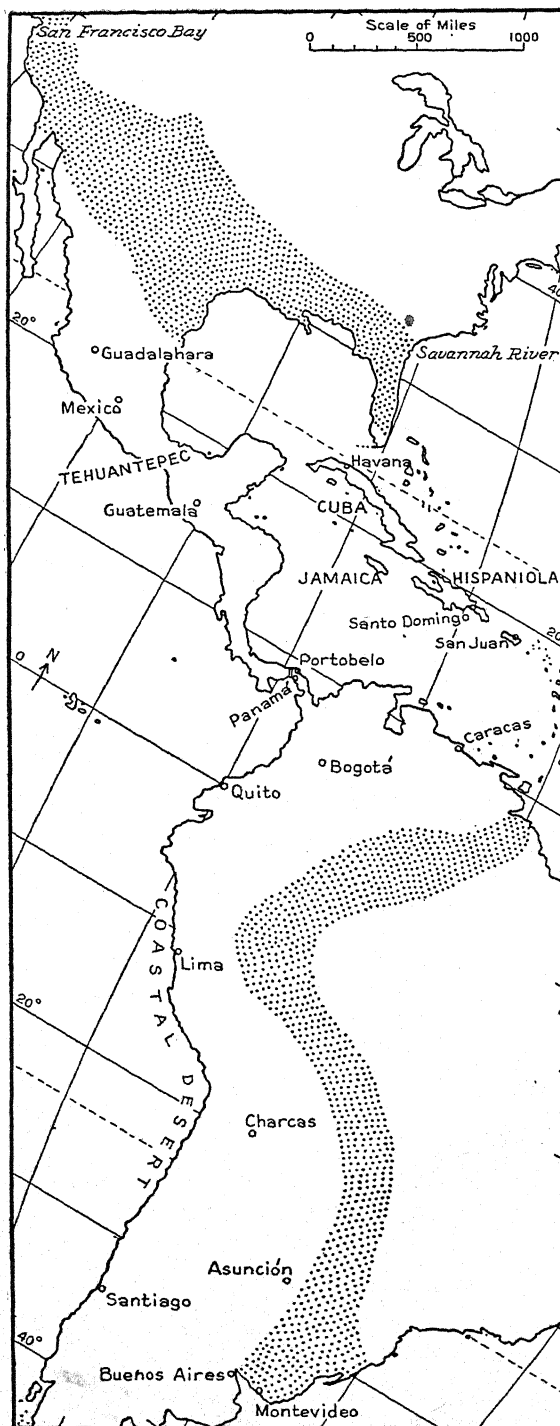 San Francisco Bay
Scale of Miles
0 500 1000
40
20°
Savannah River
Guadalahara
Mexico
Havana
TEHUANTEPEC
CUBA
Guatemala
JAMAICA
HISPANIOLA
Santo Domingo
20
San Juan
0
N
Portobelo
Panamá
Caracas
Bogotá
Quito
COASTAL DESERT
Lima
20°
Charcas
Asunción
Santiago
40°
Buenos Aires
Montevideo